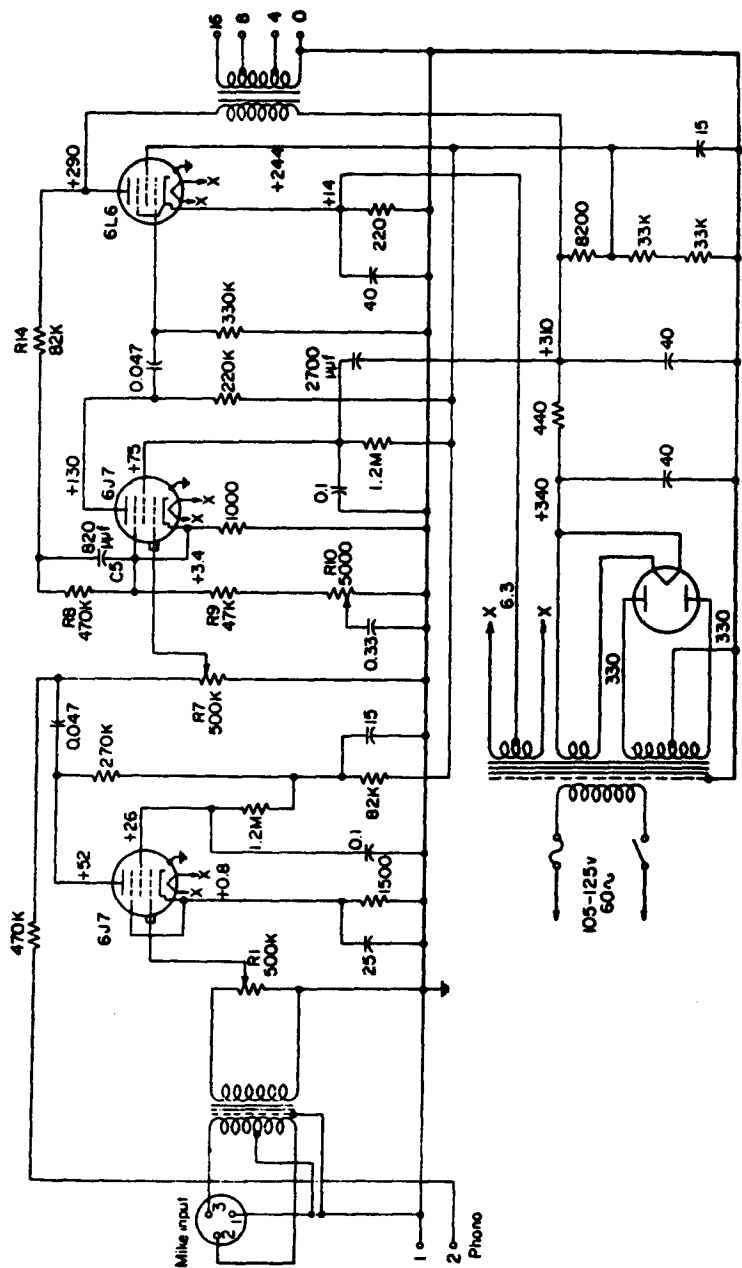 Mike input
3
1
2
1
2
Phono
470K
R1
500K
6J7
+52
+26
X
X
+0.8
1.2M
0.1
1500
25
0.047
270K
15
82K
R7
500K
R8
470K
820
µµf
C5
6J7
+130
+75
X
X
+3.4
1000
R9
47K
R10
5000
0.33
0.1
1.2M
2700
µµf
0.047
220K
330K
R14
82K
6L6
+290
X
X
+244
+14
220
40
16
8
4
0
105-125v
60~
X
6.3
X
330
330
+340
440
+310
40
40
8200
33K
33K
15